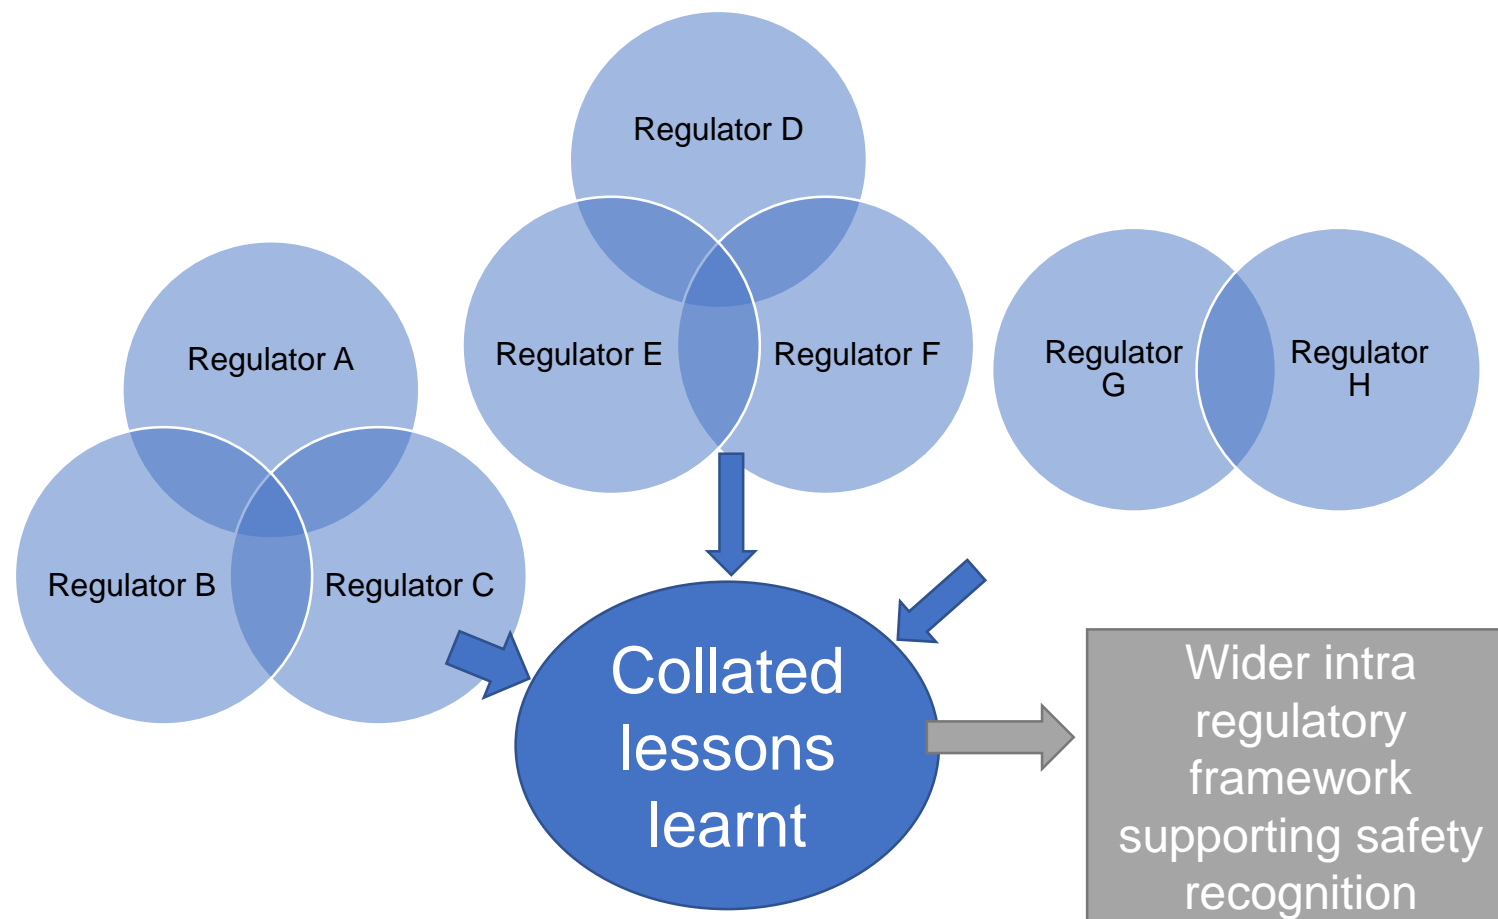 Regulator D
Regulator A
Regulator E
Regulator F
Regulator
G
Regulator
H
Regulator B
Regulator C
Collated
lessons
learnt
Wider intra
regulatory
framework
supporting safety
recognition